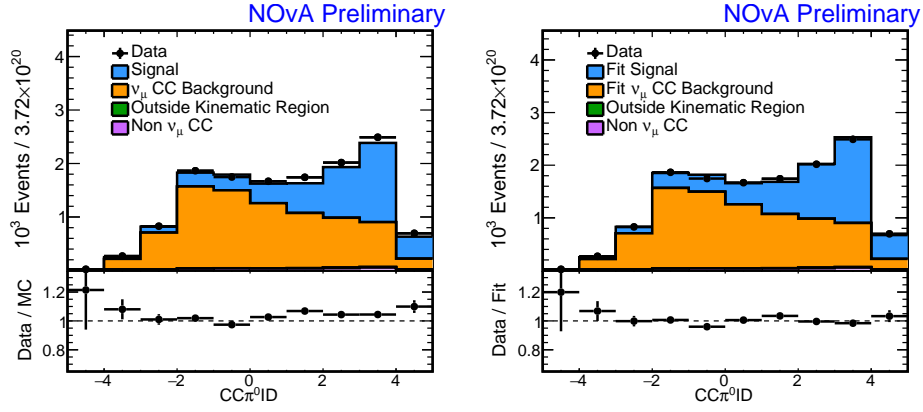 NOvA Preliminary
10³ Events / 3.72×10²⁰
4
3
2
1
Data
Signal
νμ CC Background
Outside Kinematic Region
Non νμ CC
Data / MC
1.2
1
0.8
−4 −2 0 2 4
CCπ⁰ID
NOvA Preliminary
10³ Events / 3.72×10²⁰
4
3
2
1
Data
Fit Signal
Fit νμ CC Background
Outside Kinematic Region
Non νμ CC
Data / Fit
1.2
1
0.8
−4 −2 0 2 4
CCπ⁰ID